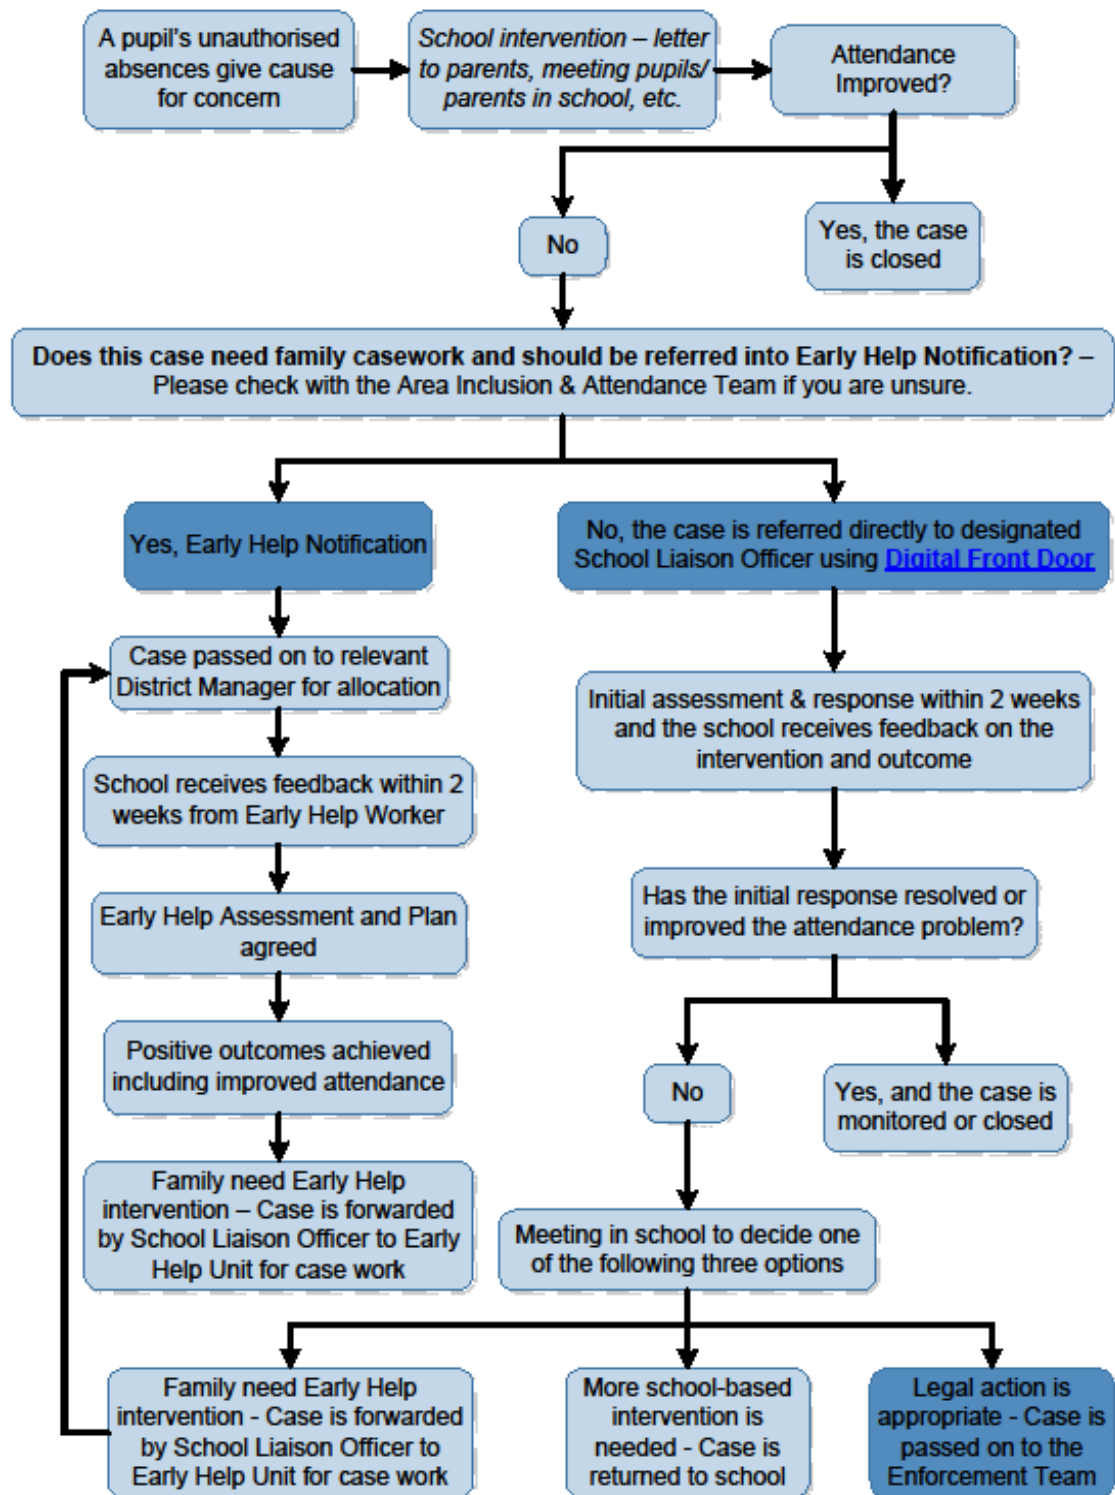 A pupil's unauthorised
absences give cause
for concern
School intervention – letter
to parents, meeting pupils/
parents in school, etc.
Attendance
Improved?
No
Yes, the case
is closed
Does this case need family casework and should be referred into Early Help Notification? –
Please check with the Area Inclusion & Attendance Team if you are unsure.
Yes, Early Help Notification
No, the case is referred directly to designated
School Liaison Officer using Digital Front Door
Case passed on to relevant
District Manager for allocation
Initial assessment & response within 2 weeks
and the school receives feedback on the
intervention and outcome
School receives feedback within 2
weeks from Early Help Worker
Has the initial response resolved or
improved the attendance problem?
Early Help Assessment and Plan
agreed
Positive outcomes achieved
including improved attendance
No
Yes, and the case is
monitored or closed
Family need Early Help
intervention – Case is forwarded
by School Liaison Officer to Early
Help Unit for case work
Meeting in school to decide one
of the following three options
Family need Early Help
intervention - Case is forwarded
by School Liaison Officer to
Early Help Unit for case work
More school-based
intervention is
needed - Case is
returned to school
Legal action is
appropriate - Case is
passed on to the
Enforcement Team